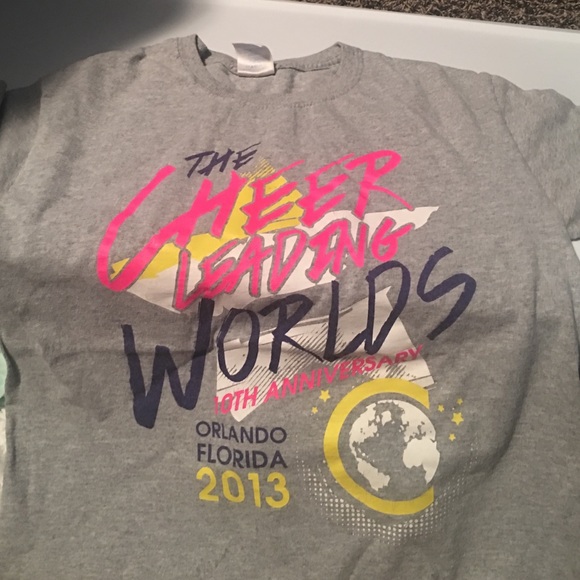 THE
CHEER
LEADING
WORLDS
10TH ANNIVERSARY
ORLANDO
FLORIDA
2013